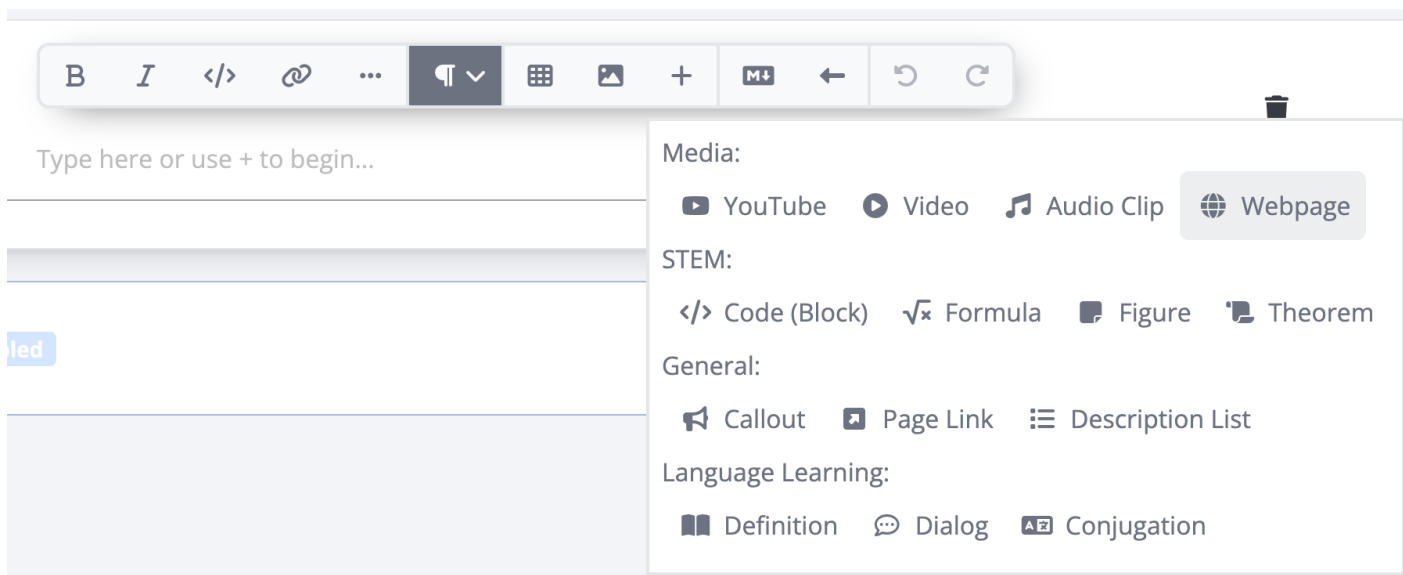 B I </> ... ¶ + M↓
Type here or use + to begin...
Media:
YouTube Video Audio Clip Webpage
STEM:
</> Code (Block) √x Formula Figure Theorem
General:
Callout Page Link Description List
Language Learning:
Definition Dialog Conjugation